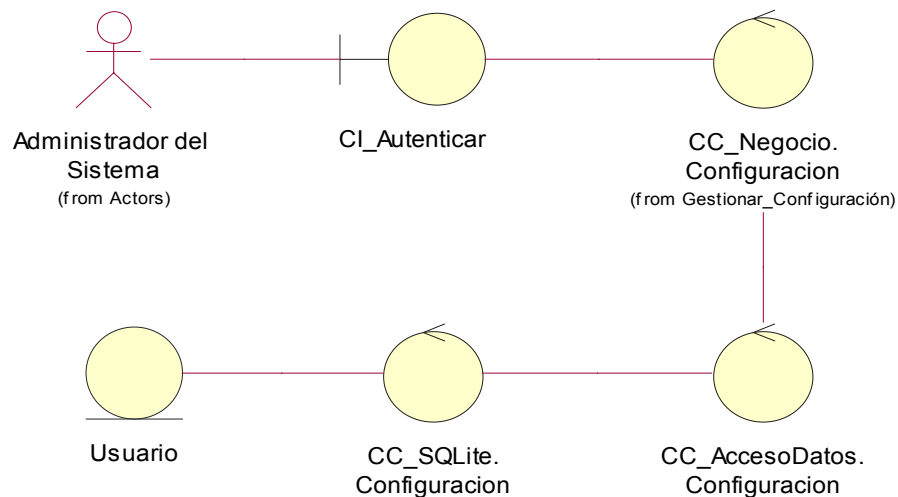 Administrador del
Sistema
(from Actors)
CI_Autenticar
CC_Negocio.
Configuracion
(from Gestionar_Configuración)
Usuario
CC_SQLite.
Configuracion
CC_AccesoDatos.
Configuracion